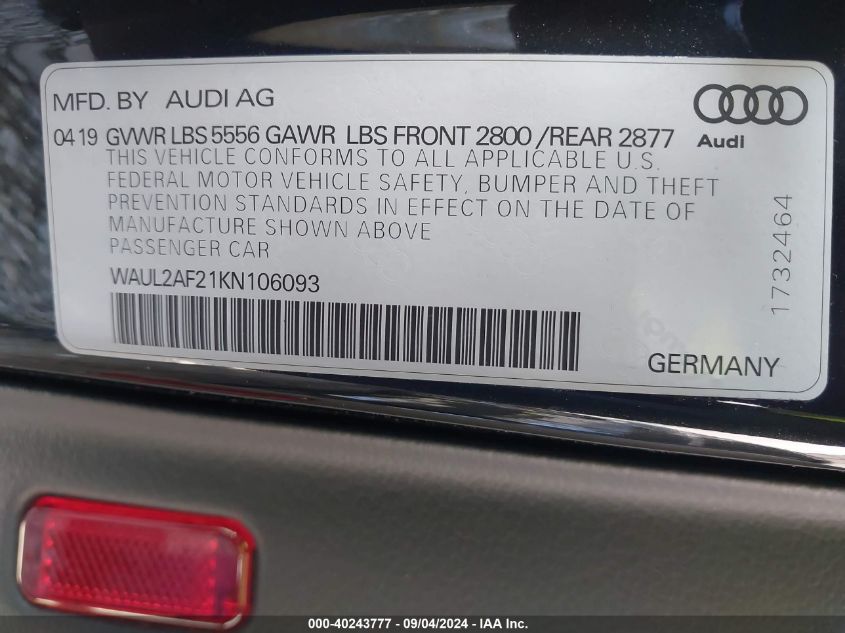 MFD. BY AUDI AG
Audi
04 19 GVWR LBS 5556 GAWR LBS FRONT 2800 /REAR 2877
THIS VEHICLE CONFORMS TO ALL APPLICABLE U.S.
FEDERAL MOTOR VEHICLE SAFETY, BUMPER AND THEFT
PREVENTION STANDARDS IN EFFECT ON THE DATE OF
MANUFACTURE SHOWN ABOVE
PASSENGER CAR
WAUL2AF21KN106093
1732464
GERMANY
000-40243777 - 09/04/2024 - IAA Inc.